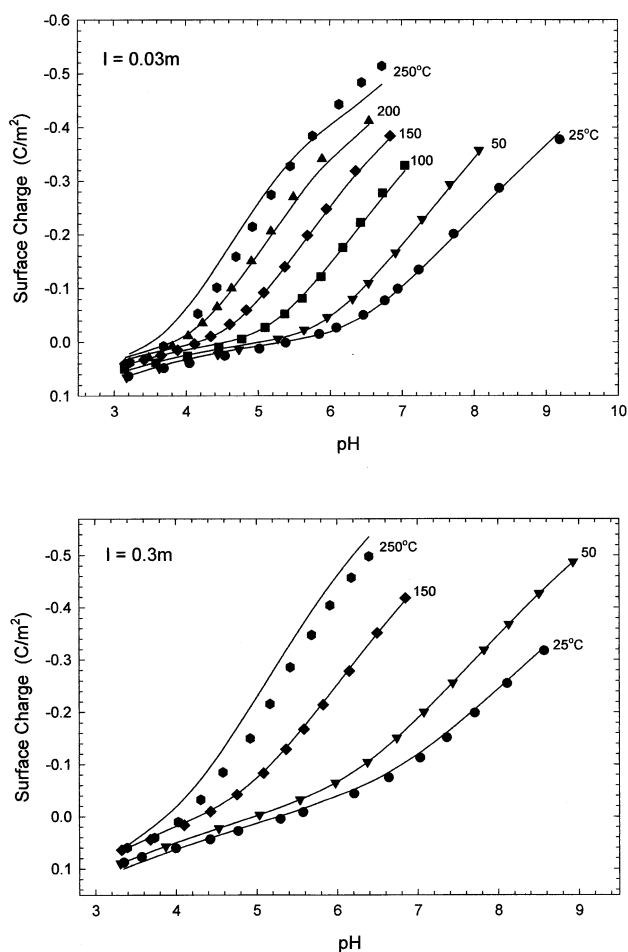 -0.6
I = 0.03m
250°C
-0.5
200
-0.4
150
50
25°C
100
-0.3
Surface Charge (C/m²)
-0.2
-0.1
0.0
0.1
3 4 5 6 7 8 9 10
pH
I = 0.3m
-0.5
250°C
50
150
-0.4
25°C
-0.3
Surface Charge (C/m²)
-0.2
-0.1
0.0
0.1
3 4 5 6 7 8 9
pH